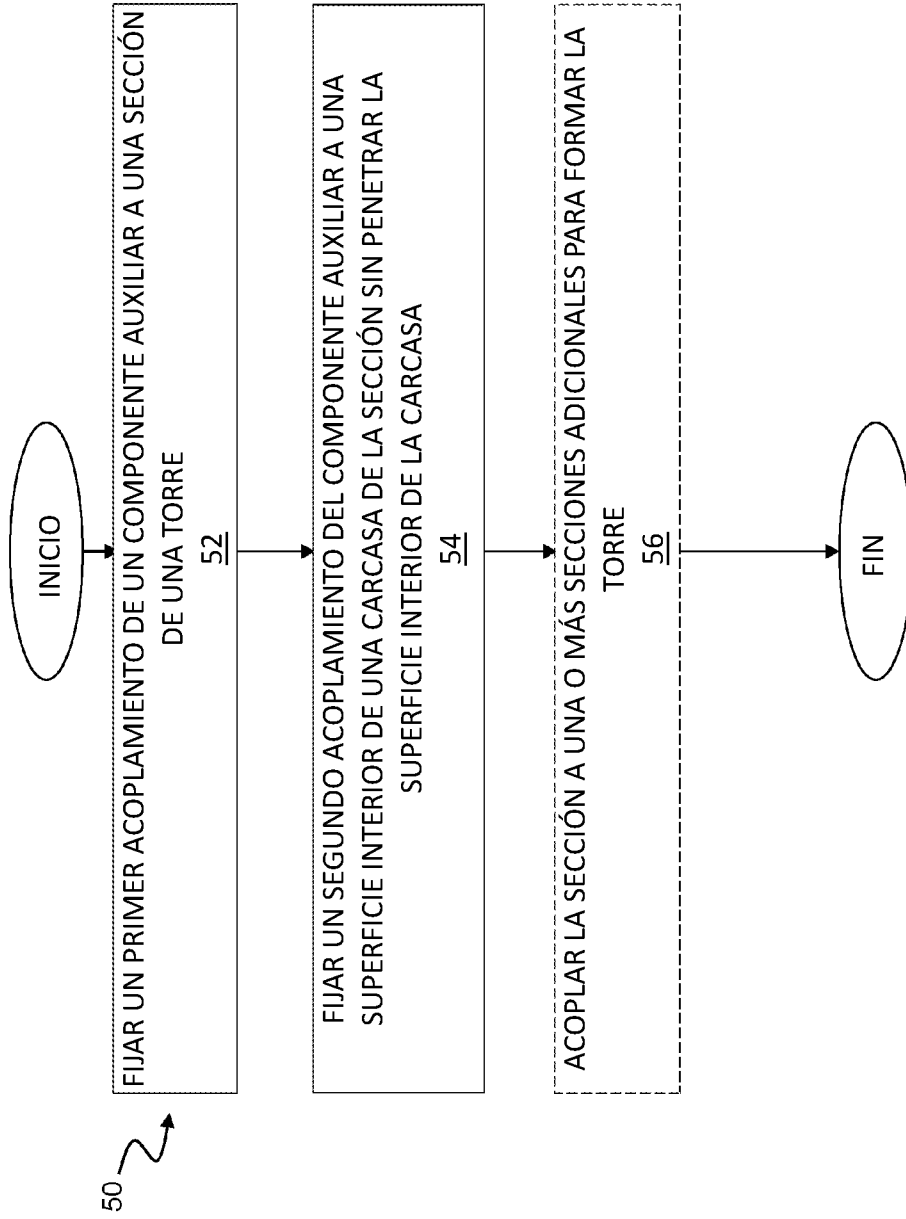 50
INICIO
FIJAR UN PRIMER ACOPLAMIENTO DE UN COMPONENTE AUXILIAR A UNA SECCIÓN
DE UNA TORRE
52
FIJAR UN SEGUNDO ACOPLAMIENTO DEL COMPONENTE AUXILIAR A UNA
SUPERFICIE INTERIOR DE UNA CARCASA DE LA SECCIÓN SIN PENETRAR LA
SUPERFICIE INTERIOR DE LA CARCASA
54
ACOPLAR LA SECCIÓN A UNA O MÁS SECCIONES ADICIONALES PARA FORMAR LA
TORRE
56
FIN